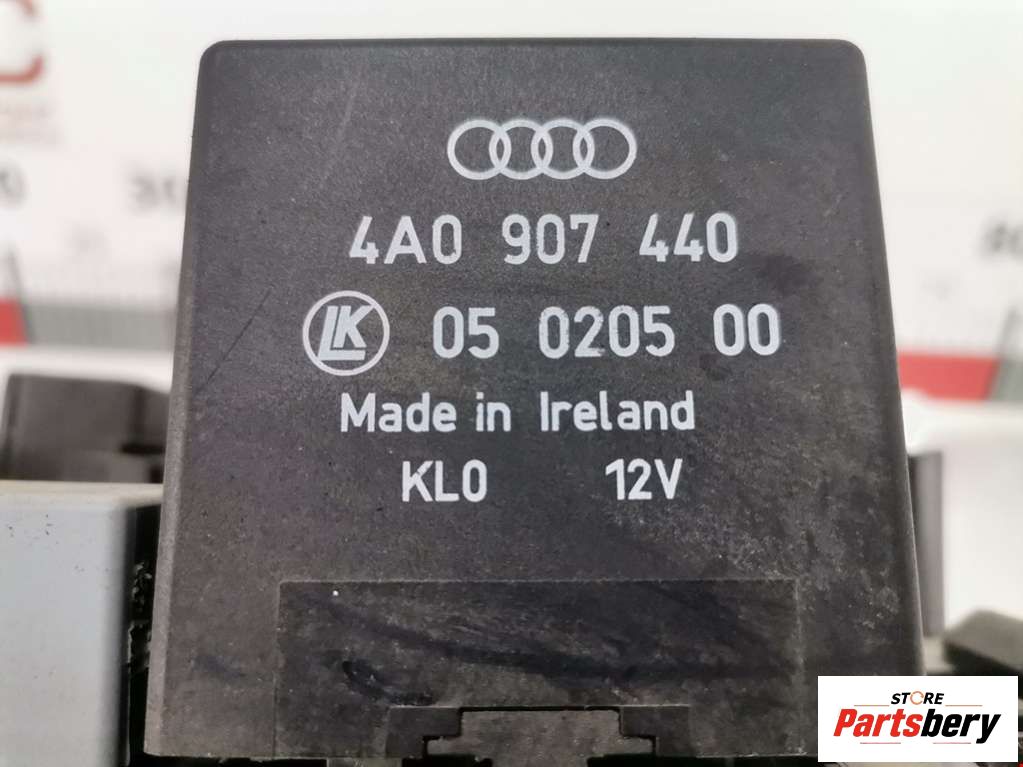 4A0 907 440
LK 05 0205 00
Made in Ireland
KL0 12V
STORE
Partsbery